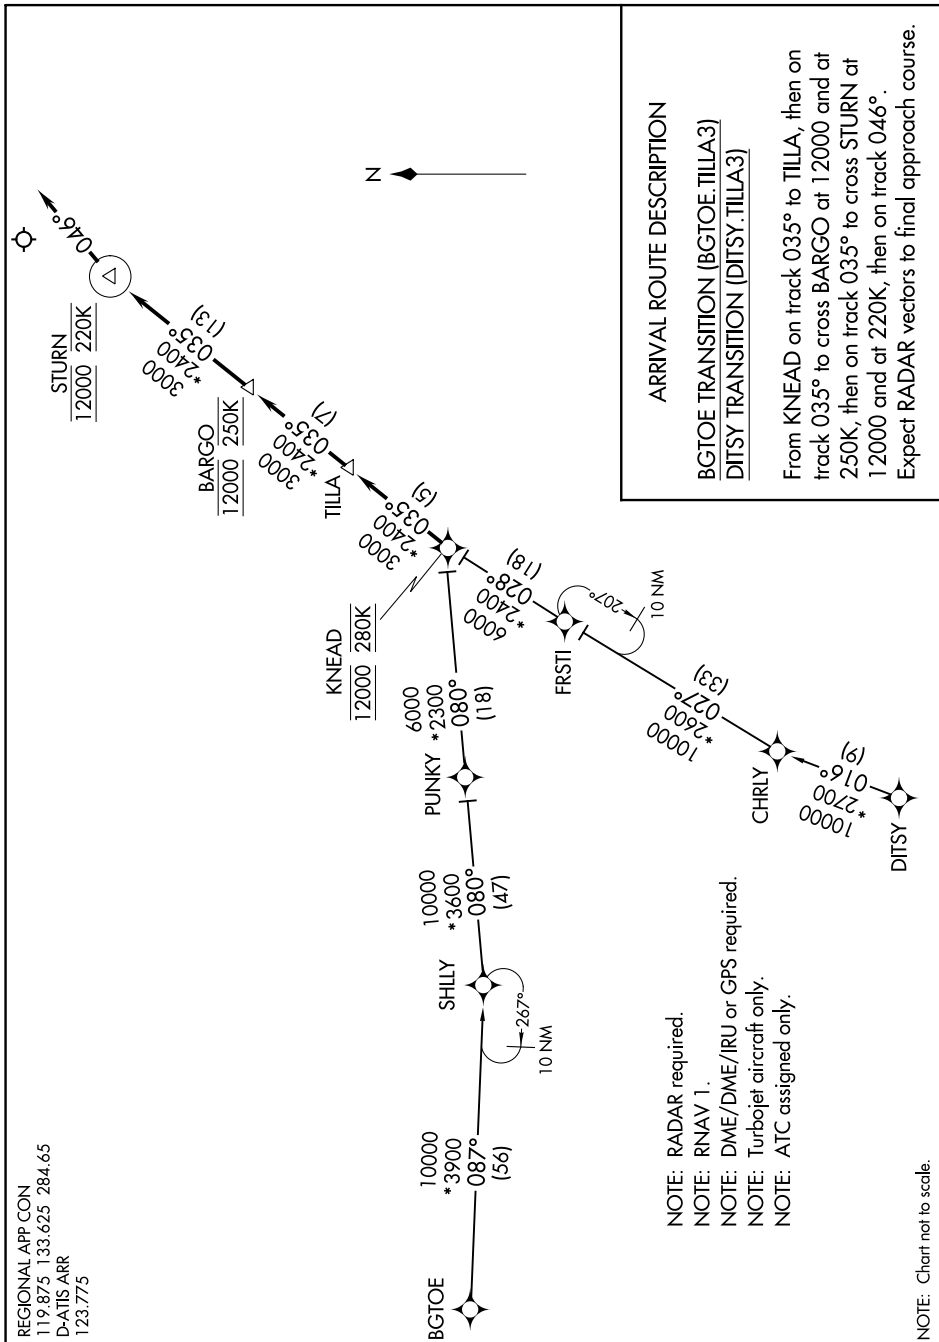 REGIONAL APP CON
119.875 133.625 284.65
D-ATIS ARR
123.775
BGTOE
10000
*3900
087°
(56)
SHLLY
267°
10 NM
10000
*3600
080°
(47)
PUNKY
6000
*2300
080°
(18)
KNEAD
12000 280K
DITSY
10000
*2700
016°
(9)
CHRLY
10000
*2600
027°
(33)
FRSTI
207°
10 NM
6000
*2400
028°
(18)
3000
*2400
035°
(5)
TILLA
3000
*2400
035°
(7)
BARGO
12000 250K
3000
*2400
035°
(13)
STURN
12000 220K
046°
N
NOTE: RADAR required.
NOTE: RNAV 1.
NOTE: DME/DME/IRU or GPS required.
NOTE: Turbojet aircraft only.
NOTE: ATC assigned only.
ARRIVAL ROUTE DESCRIPTION
BGTOE TRANSITION (BGTOE.TILLA3)
DITSY TRANSITION (DITSY.TILLA3)
From KNEAD on track 035° to TILLA, then on
track 035° to cross BARGO at 12000 and at
250K, then on track 035° to cross STURN at
12000 and at 220K, then on track 046°.
Expect RADAR vectors to final approach course.
NOTE: Chart not to scale.